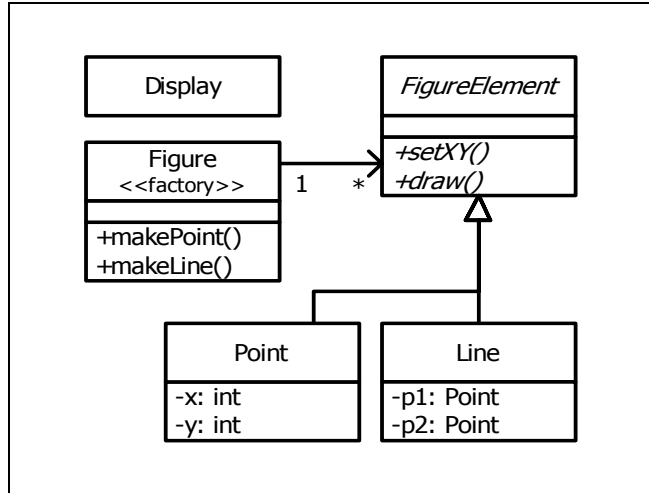 Display
FigureElement
+setXY()
+draw()
Figure
<<factory>>
+makePoint()
+makeLine()
1
*
Point
-x: int
-y: int
Line
-p1: Point
-p2: Point